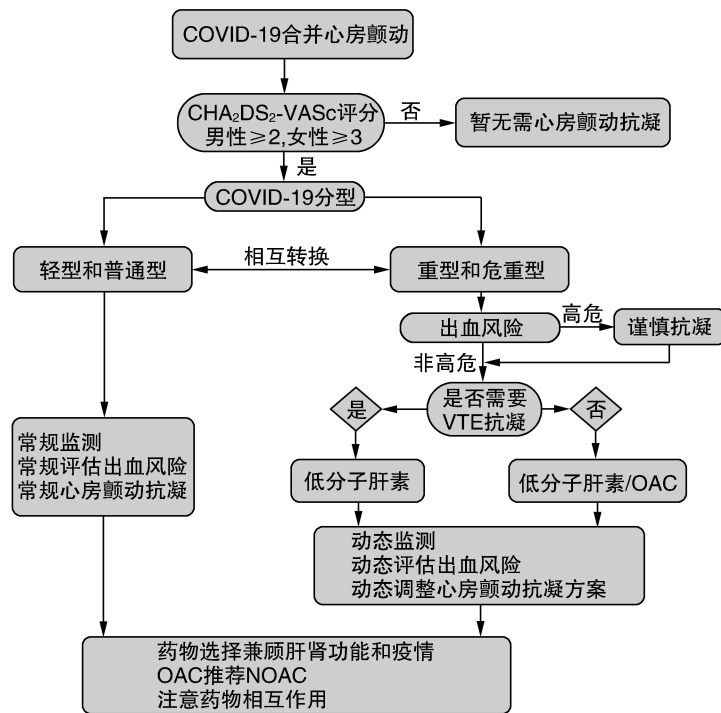 COVID-19合并心房颤动
CHA₂DS₂-VASc评分
男性≥2,女性≥3
否
暂无需心房颤动抗凝
是
COVID-19分型
轻型和普通型
相互转换
重型和危重型
出血风险
高危
谨慎抗凝
非高危
是否需要
VTE抗凝
是
否
常规监测
常规评估出血风险
常规心房颤动抗凝
低分子肝素
低分子肝素/OAC
动态监测
动态评估出血风险
动态调整心房颤动抗凝方案
药物选择兼顾肝肾功能和疫情
OAC推荐NOAC
注意药物相互作用